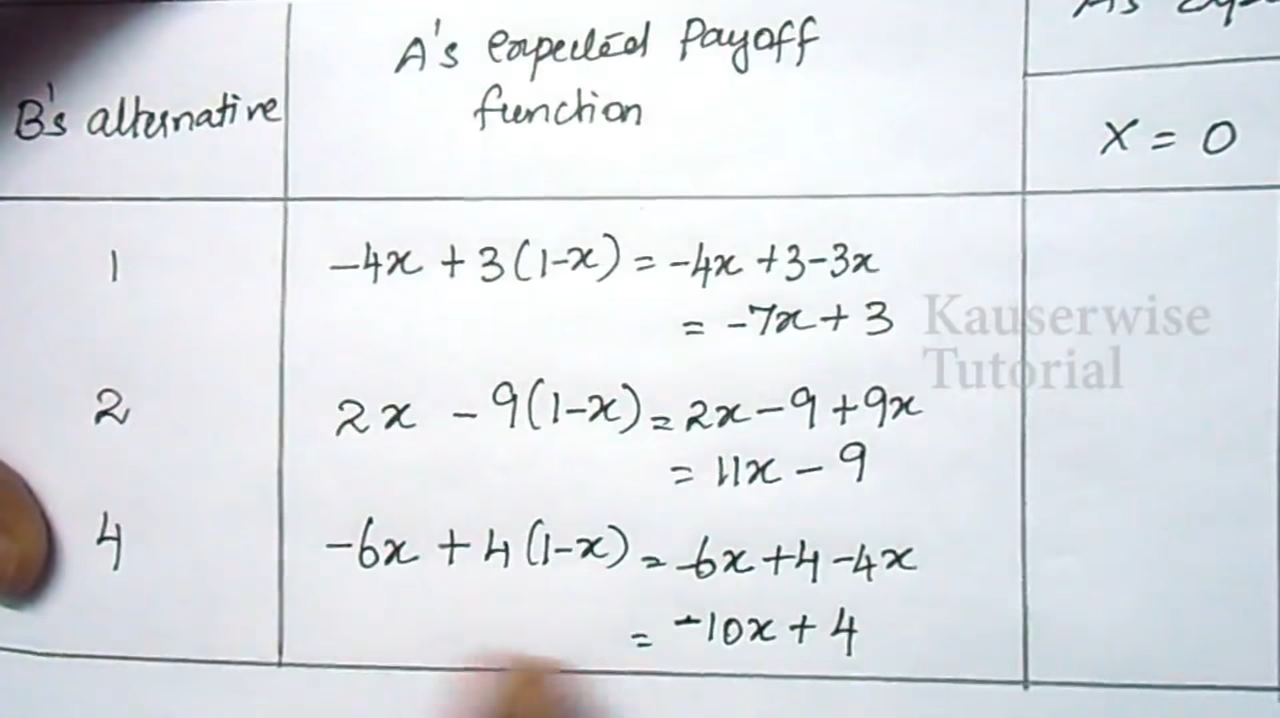 A's expected Payoff
function
B's alternative
X = 0
1
-4x + 3(1-x) = -4x +3-3x
= -7x + 3
Kauserwise
Tutorial
2
2x - 9(1-x) = 2x - 9 + 9x
= 11x - 9
4
-6x + 4(1-x) = -6x +4 -4x
= -10x + 4